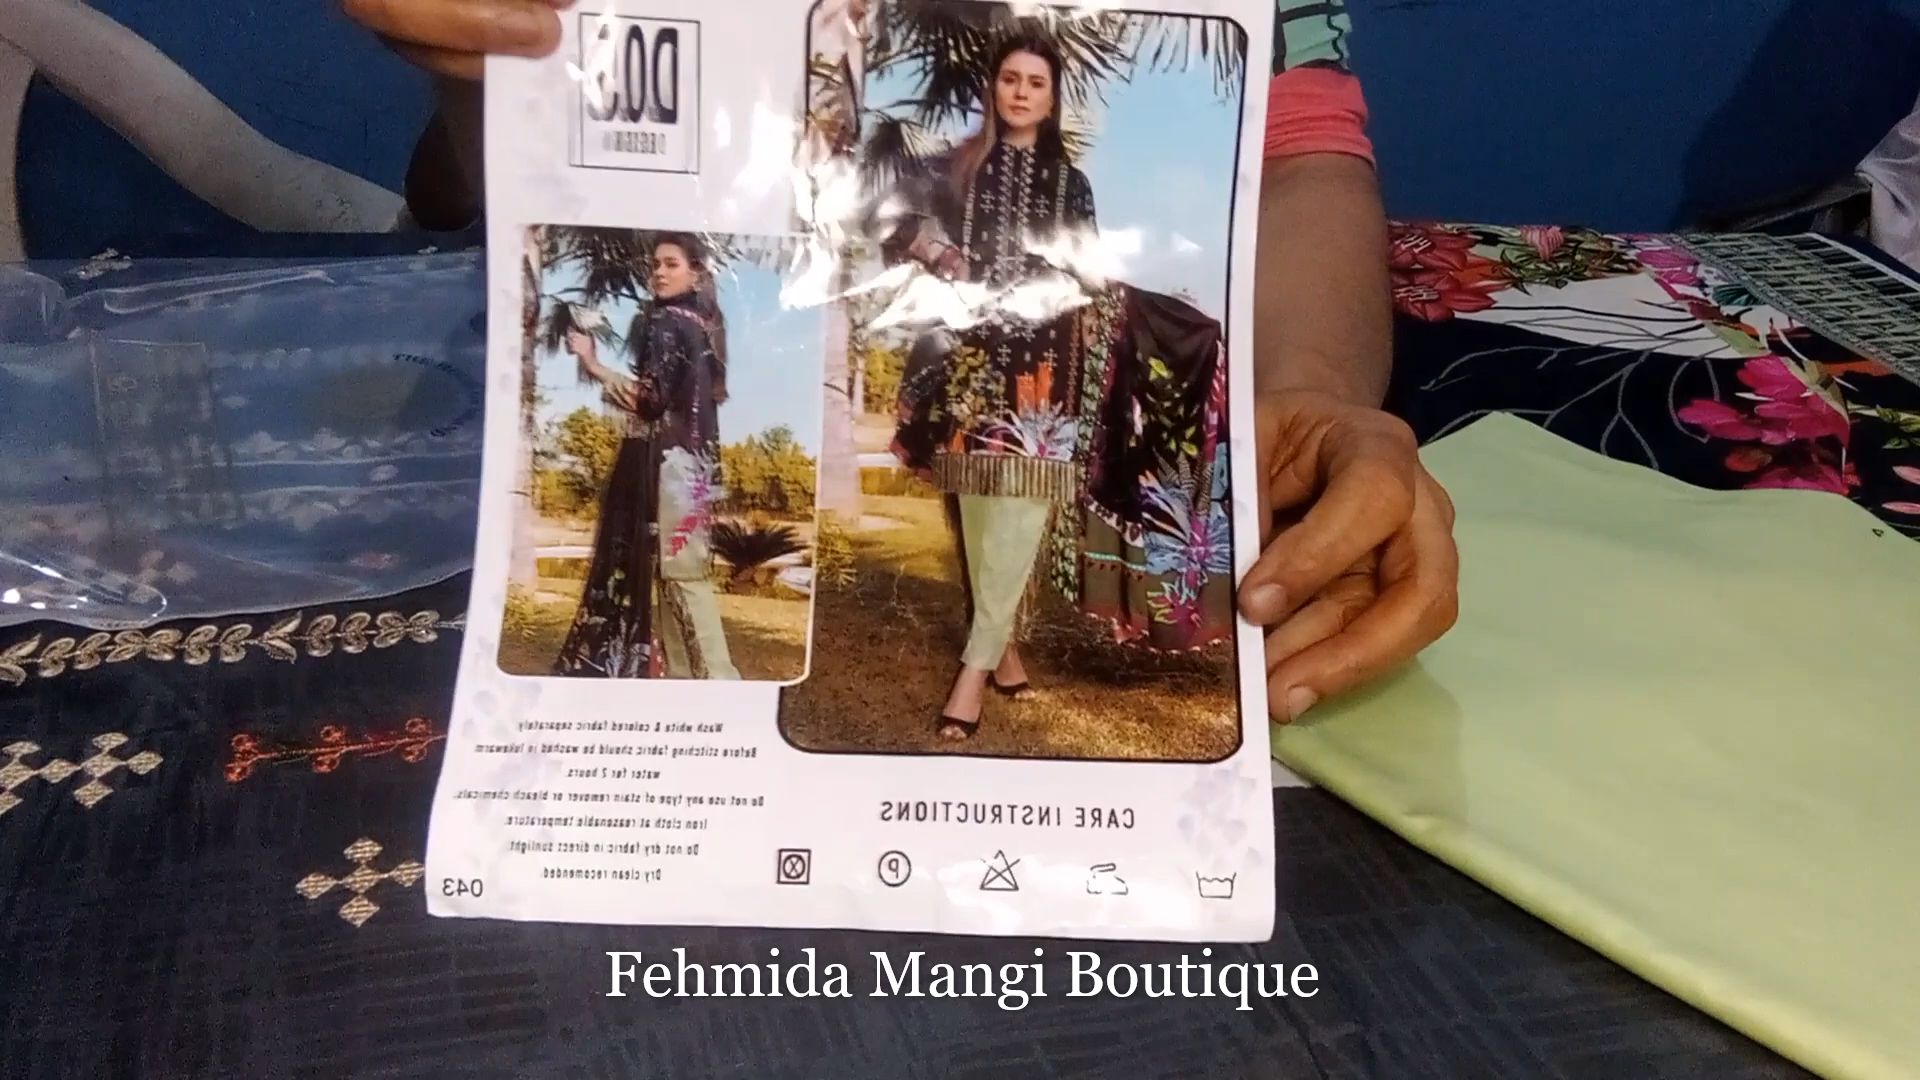 D.O.S
DEESIGN
Wash white & colored fabric separately
Before stitching fabric should be washed in lukewarm
water for 2 hours.
Do not use any type of stain remover or bleach chemicals.
Iron cloth at reasonable temperature.
Do not dry fabric in direct sunlight.
Dry clean recomended.
043
CARE INSTRUCTIONS
P
Fehmida Mangi Boutique